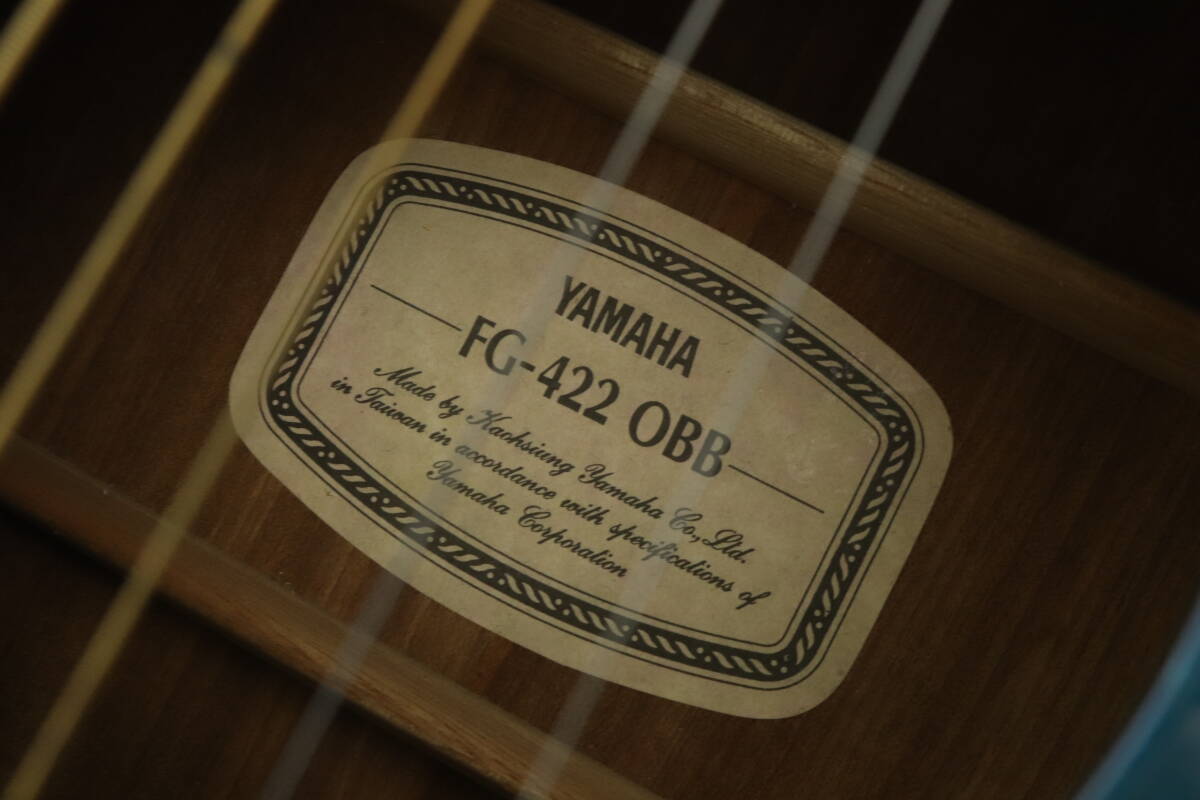 YAMAHA
FG-422 OBB
Made by Kaohsiung Yamaha Co., Ltd.
in Taiwan in accordance with specifications of
Yamaha Corporation